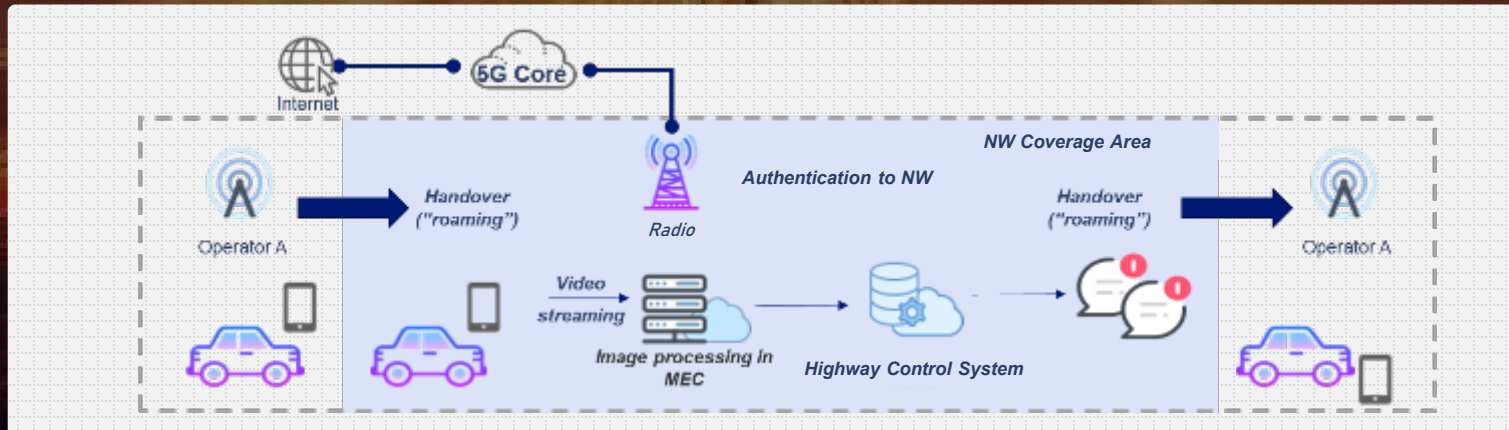 5G Core
Internet
NW Coverage Area
Authentication to NW
Handover
("roaming")
Handover
("roaming")
Radio
Operator A
Operator A
Video
streaming
Image processing in
MEC
Highway Control System